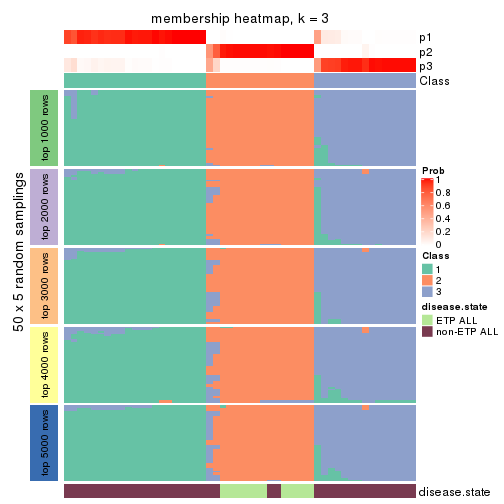 membership heatmap, k = 3
p1
p2
p3
Class
50 x 5 random samplings
top 1000 rows
top 2000 rows
top 3000 rows
top 4000 rows
top 5000 rows
Prob
1
0.8
0.6
0.4
0.2
0
Class
1
2
3
disease.state
ETP ALL
non-ETP ALL
disease.state